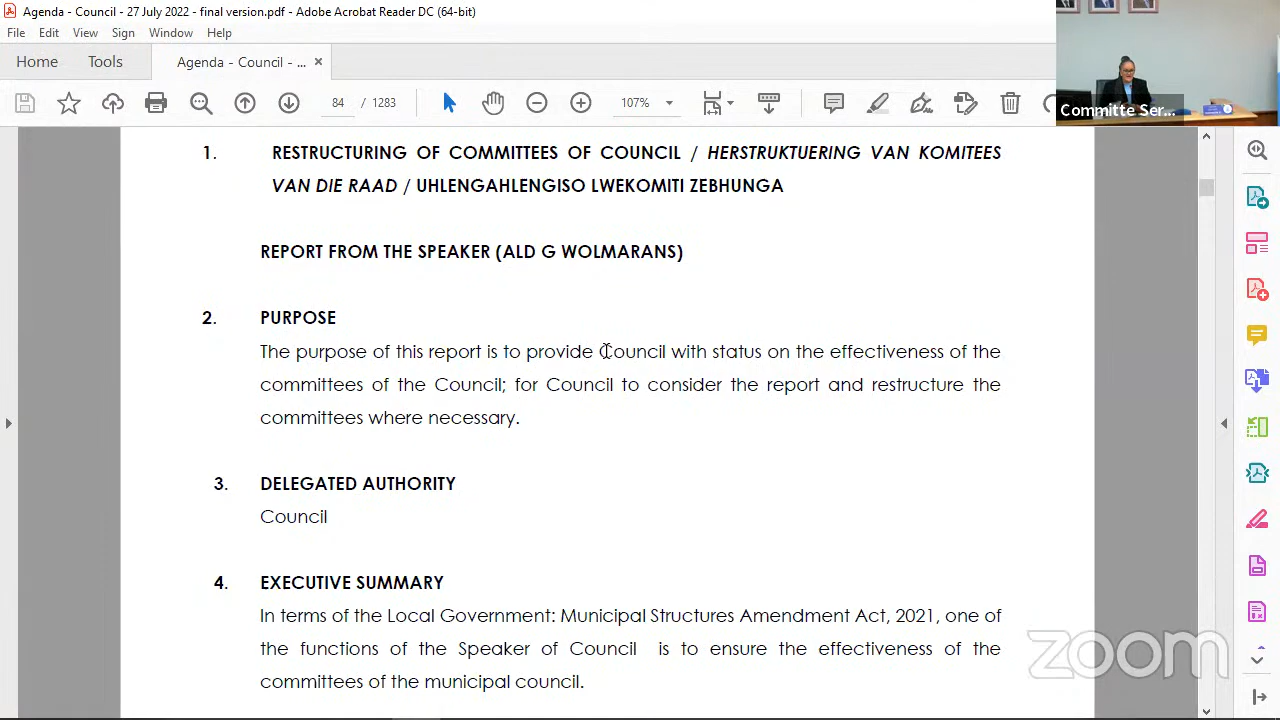 Agenda - Council - 27 July 2022 - final version.pdf - Adobe Acrobat Reader DC (64-bit)
File Edit View Sign Window Help
Home Tools Agenda - Council - ... ×
84 / 1283 107%
Committe Ser...
1. RESTRUCTURING OF COMMITTEES OF COUNCIL / HERSTRUKTUERING VAN KOMITEES
VAN DIE RAAD / UHLENGAHLENGISO LWEKOMITI ZEBHUNGA
REPORT FROM THE SPEAKER (ALD G WOLMARANS)
2. PURPOSE
The purpose of this report is to provide Council with status on the effectiveness of the
committees of the Council; for Council to consider the report and restructure the
committees where necessary.
3. DELEGATED AUTHORITY
Council
4. EXECUTIVE SUMMARY
In terms of the Local Government: Municipal Structures Amendment Act, 2021, one of
the functions of the Speaker of Council is to ensure the effectiveness of the
committees of the municipal council.
zoom